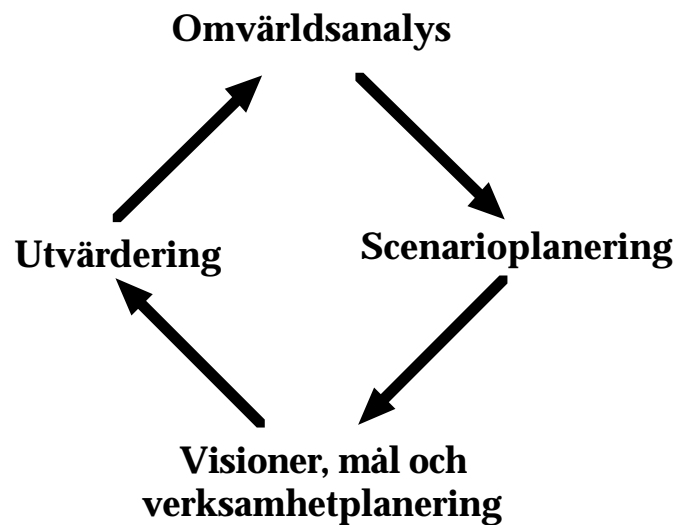 Omvärldsanalys
Utvärdering
Scenarioplanering
Visioner, mål och
verksamhetplanering